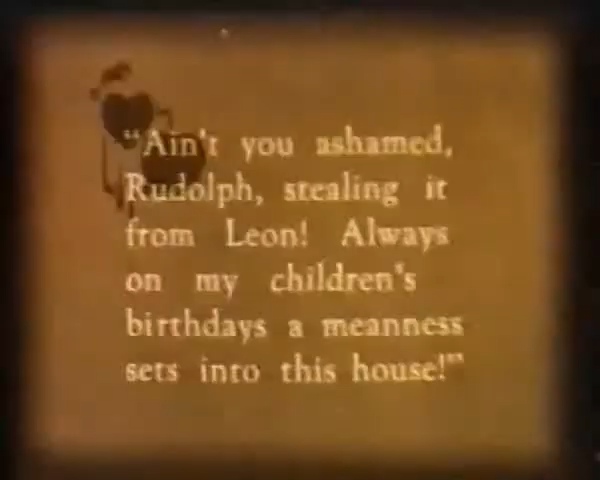 “Ain't you ashamed,
Rudolph, stealing it
from Leon! Always
on my children's
birthdays a meanness
sets into this house!”